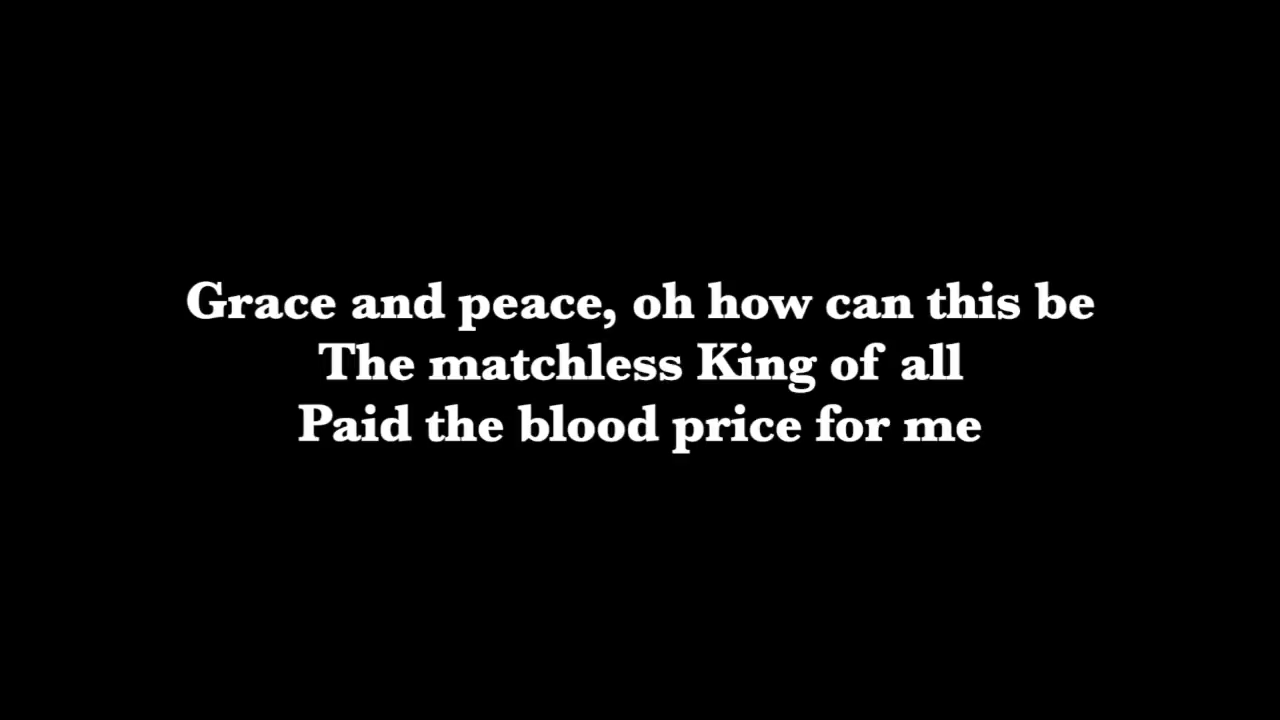 Grace and peace, oh how can this be
The matchless King of all
Paid the blood price for me